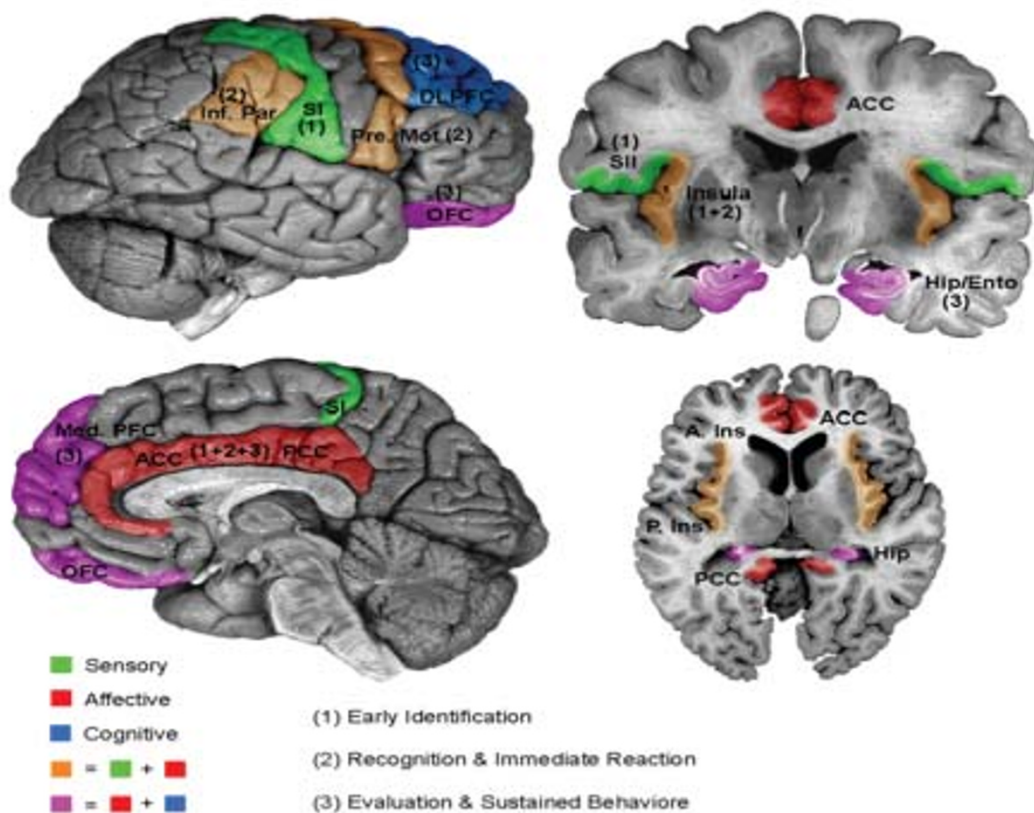 (2)
Inf. Par
SI
(1)
(3)
DLPFC
Pre. Mot (2)
(3)
OFC
ACC
(1)
SII
Insula
(1+2)
Hip/Ento
(3)
Med. PFC
(3)
SI
ACC (1+2+3) PCC
OFC
ACC
A. Ins
P. Ins
Hip
PCC
Sensory
Affective
Cognitive
= +
= +
(1) Early Identification
(2) Recognition & Immediate Reaction
(3) Evaluation & Sustained Behaviore